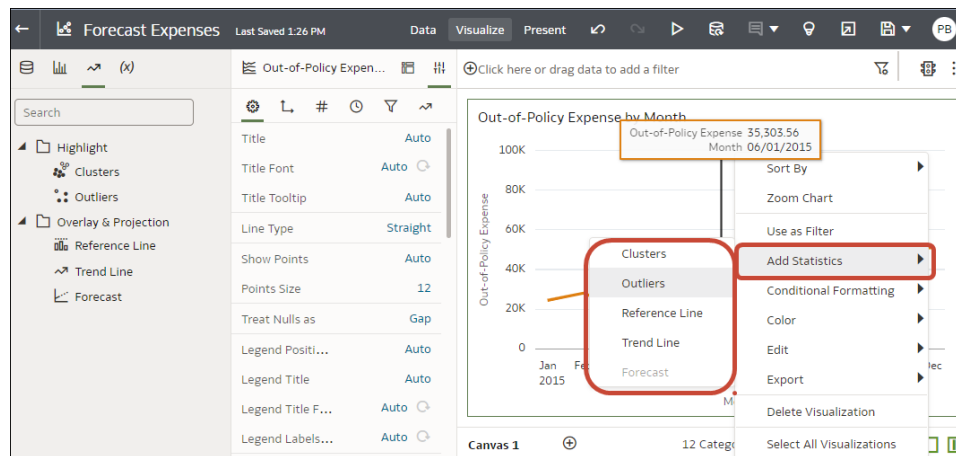 Forecast Expenses Last Saved 1:26 PM Data Visualize Present PB
(x) Out-of-Policy Expen... Click here or drag data to add a filter
Search
Highlight
Clusters
Outliers
Overlay & Projection
Reference Line
Trend Line
Forecast
#
Title Auto
Title Font Auto
Title Tooltip Auto
Line Type Straight
Show Points Auto
Points Size 12
Treat Nulls as Gap
Legend Positi... Auto
Legend Title Auto
Legend Title F... Auto
Legend Labels... Auto
Out-of-Policy Expense by Month
Out-of-Policy Expense 35,303.56
Month 06/01/2015
Out-of-Policy Expense
100K
80K
60K
40K
20K
0
Jan
2015
Clusters
Outliers
Reference Line
Trend Line
Forecast
Sort By
Zoom Chart
Use as Filter
Add Statistics
Conditional Formatting
Color
Edit
Export
Delete Visualization
Select All Visualizations
Canvas 1